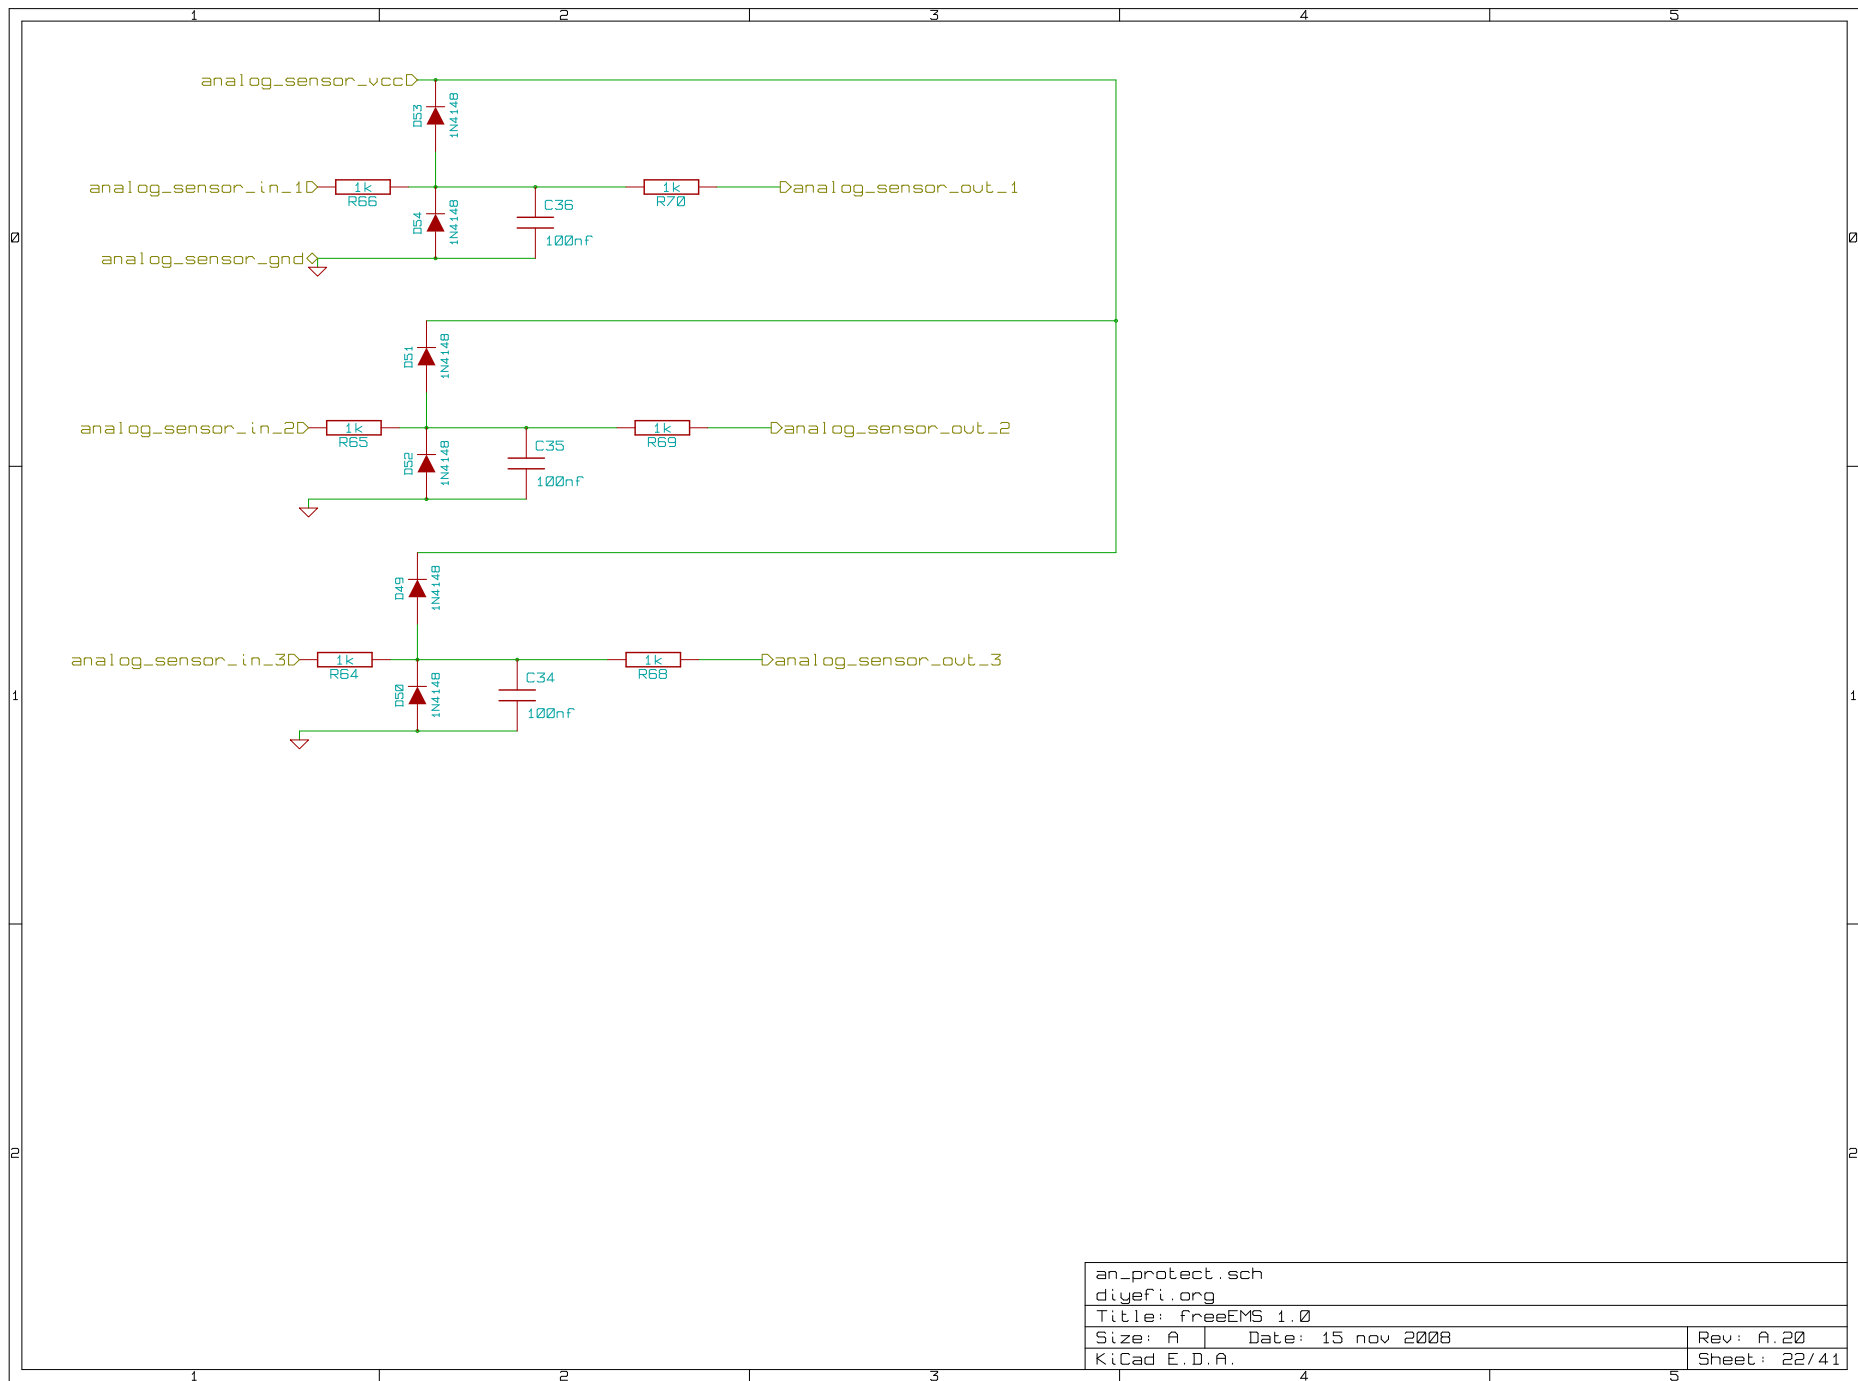 1 2 3 4 5
analog_sensor_vcc
D53 1N4148
analog_sensor_in_1 1k 1k analog_sensor_out_1
R66 R70
D54 1N4148 C36
0 100nf 0
analog_sensor_gnd
D51 1N4148
analog_sensor_in_2 1k 1k analog_sensor_out_2
R65 R69
D52 1N4148 C35
100nf
D49 1N4148
analog_sensor_in_3 1k 1k analog_sensor_out_3
R64 R68
D50 1N4148 C34
1 100nf 1
2 2
an_protect.sch
diyefi.org
Title: freeEMS 1.0
Size: A Date: 15 nov 2008 Rev: A.20
KiCad E.D.A. Sheet: 22/41
1 2 3 4 5